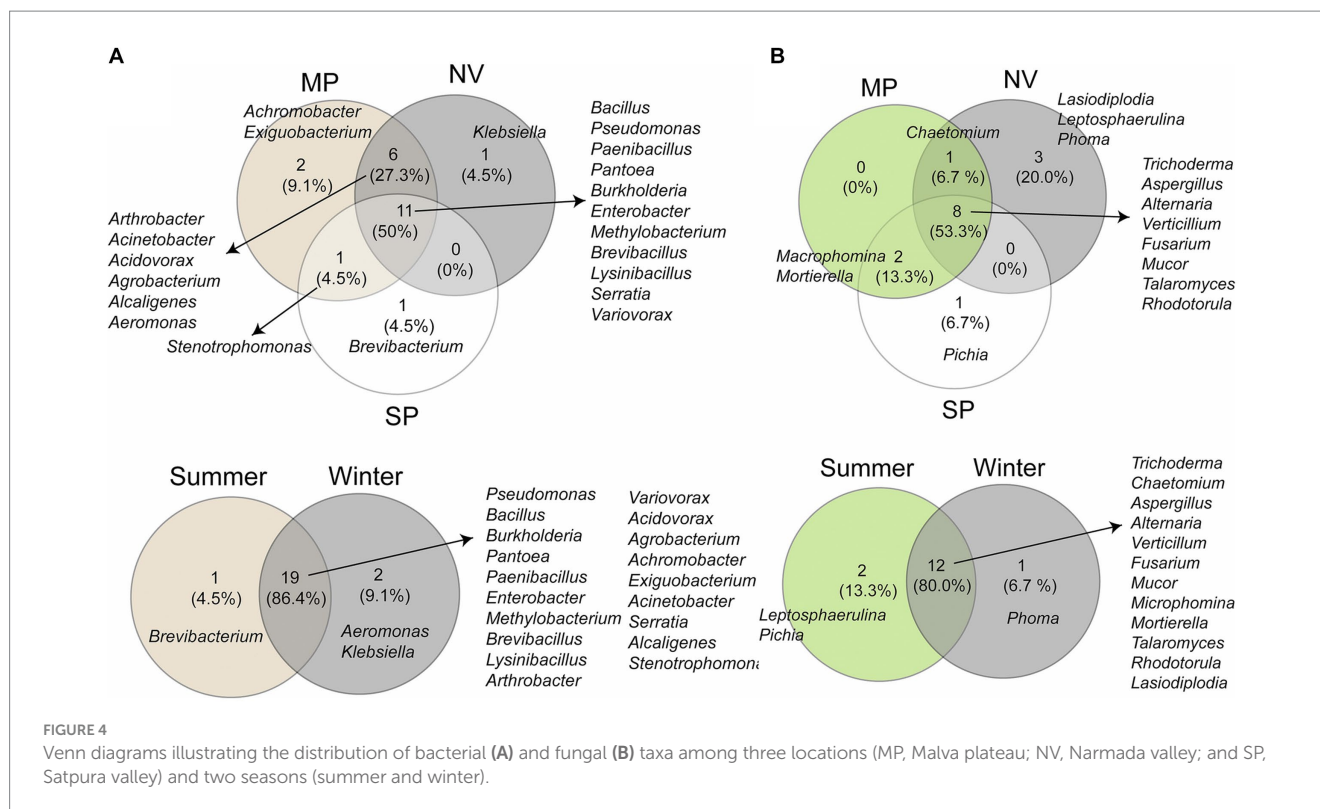 A
MP
NV
Achromobacter
Exiguobacterium
Klebsiella
2
(9.1%)
6
(27.3%)
1
(4.5%)
11
(50%)
1
(4.5%)
0
(0%)
1
(4.5%)
Brevibacterium
SP
Arthrobacter
Acinetobacter
Acidovorax
Agrobacterium
Alcaligenes
Aeromonas
Stenotrophomonas
Bacillus
Pseudomonas
Paenibacillus
Pantoea
Burkholderia
Enterobacter
Methylobacterium
Brevibacillus
Lysinibacillus
Serratia
Variovorax
B
MP
NV
Chaetomium
Lasiodiplodia
Leptosphaerulina
Phoma
0
(0%)
1
(6.7 %)
3
(20.0%)
8
(53.3%)
Macrophomina
Mortierella
2
(13.3%)
0
(0%)
1
(6.7%)
Pichia
SP
Trichoderma
Aspergillus
Alternaria
Verticillium
Fusarium
Mucor
Talaromyces
Rhodotorula
Summer
Winter
1
(4.5%)
Brevibacterium
19
(86.4%)
2
(9.1%)
Aeromonas
Klebsiella
Pseudomonas
Bacillus
Burkholderia
Pantoea
Paenibacillus
Enterobacter
Methylobacterium
Brevibacillus
Lysinibacillus
Arthrobacter
Variovorax
Acidovorax
Agrobacterium
Achromobacter
Exiguobacterium
Acinetobacter
Serratia
Alcaligenes
Stenotrophomona
Summer
Winter
2
(13.3%)
Leptosphaerulina
Pichia
12
(80.0%)
1
(6.7 %)
Phoma
Trichoderma
Chaetomium
Aspergillus
Alternaria
Verticillum
Fusarium
Mucor
Microphomina
Mortierella
Talaromyces
Rhodotorula
Lasiodiplodia
FIGURE 4
Venn diagrams illustrating the distribution of bacterial (A) and fungal (B) taxa among three locations (MP, Malva plateau; NV, Narmada valley; and SP,
Satpura valley) and two seasons (summer and winter).